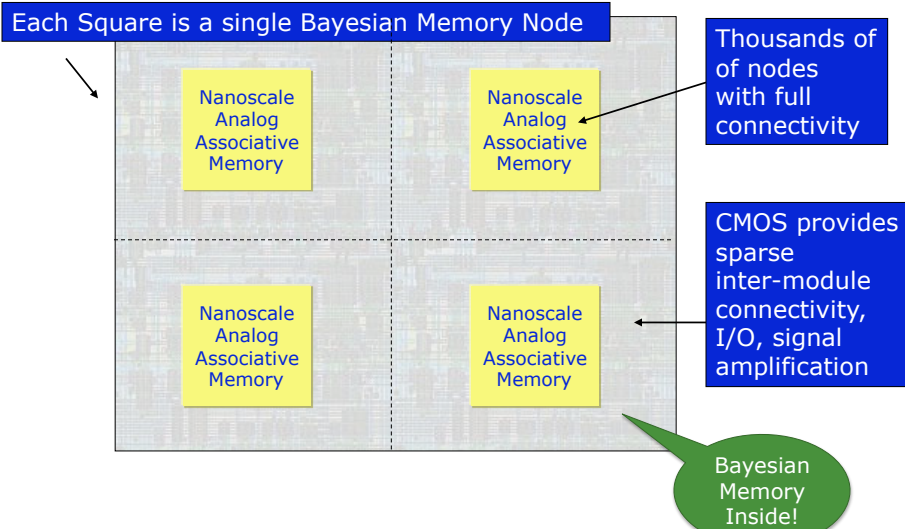 Each Square is a single Bayesian Memory Node
Thousands of
of nodes
with full
connectivity
Nanoscale
Analog
Associative
Memory
Nanoscale
Analog
Associative
Memory
CMOS provides
sparse
inter-module
connectivity,
I/O, signal
amplification
Nanoscale
Analog
Associative
Memory
Nanoscale
Analog
Associative
Memory
Bayesian
Memory
Inside!